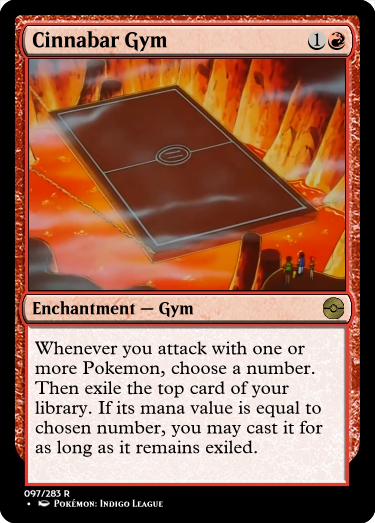 Cinnabar Gym
1
Enchantment — Gym
Whenever you attack with one or
more Pokemon, choose a number.
Then exile the top card of your
library. If its mana value is equal to
chosen number, you may cast it for
as long as it remains exiled.
097/283 R
• Pokémon: Indigo League